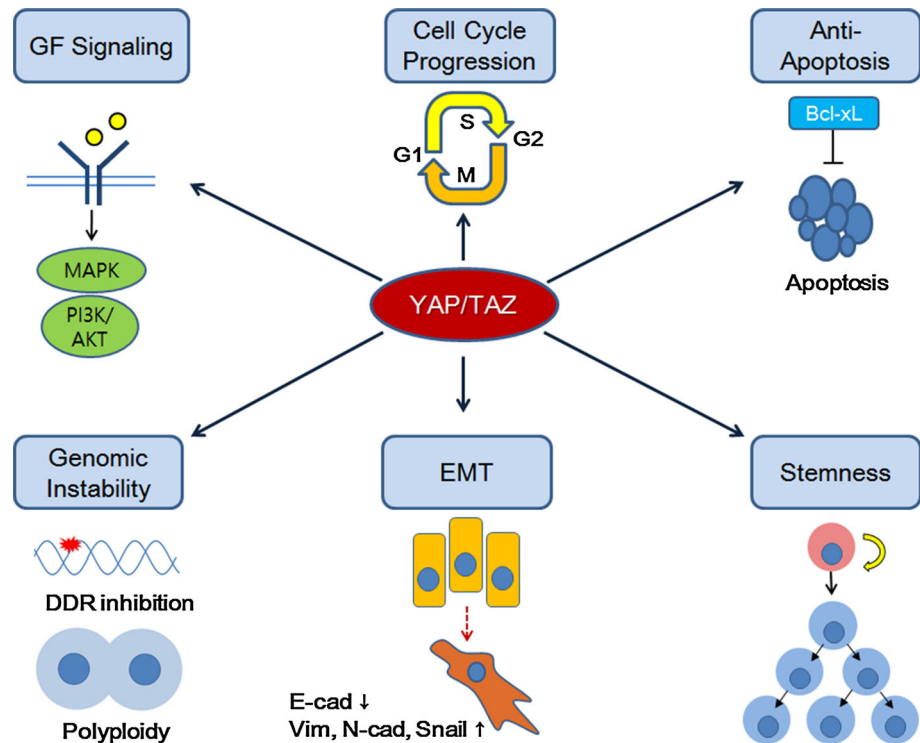 GF Signaling
Cell Cycle
Progression
Anti-
Apoptosis
S
G1
G2
M
Bcl-xL
Apoptosis
MAPK
PI3K/
AKT
YAP/TAZ
Genomic
Instability
EMT
Stemness
DDR inhibition
Polyploidy
E-cad ↓
Vim, N-cad, Snail ↑